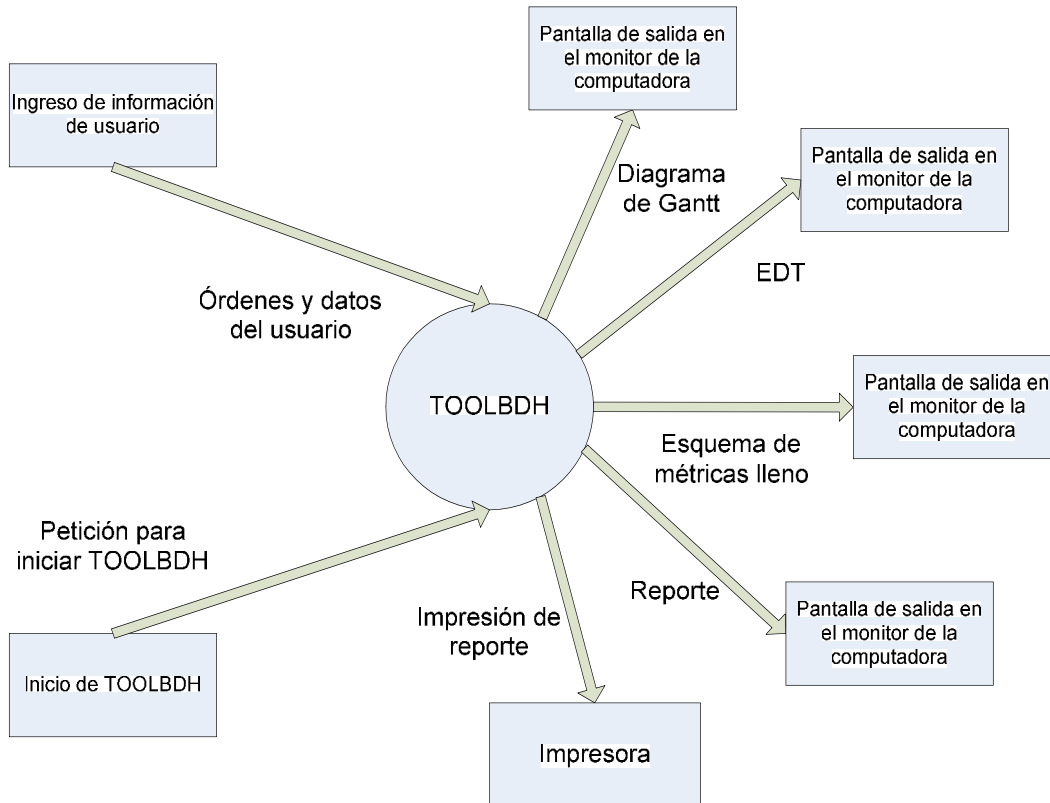 Pantalla de salida en
el monitor de la
computadora
Ingreso de información
de usuario
Pantalla de salida en
el monitor de la
computadora
Diagrama
de Gantt
EDT
Órdenes y datos
del usuario
TOOLBDH
Pantalla de salida en
el monitor de la
computadora
Esquema de
métricas lleno
Petición para
iniciar TOOLBDH
Reporte
Impresión de
reporte
Pantalla de salida en
el monitor de la
computadora
Inicio de TOOLBDH
Impresora